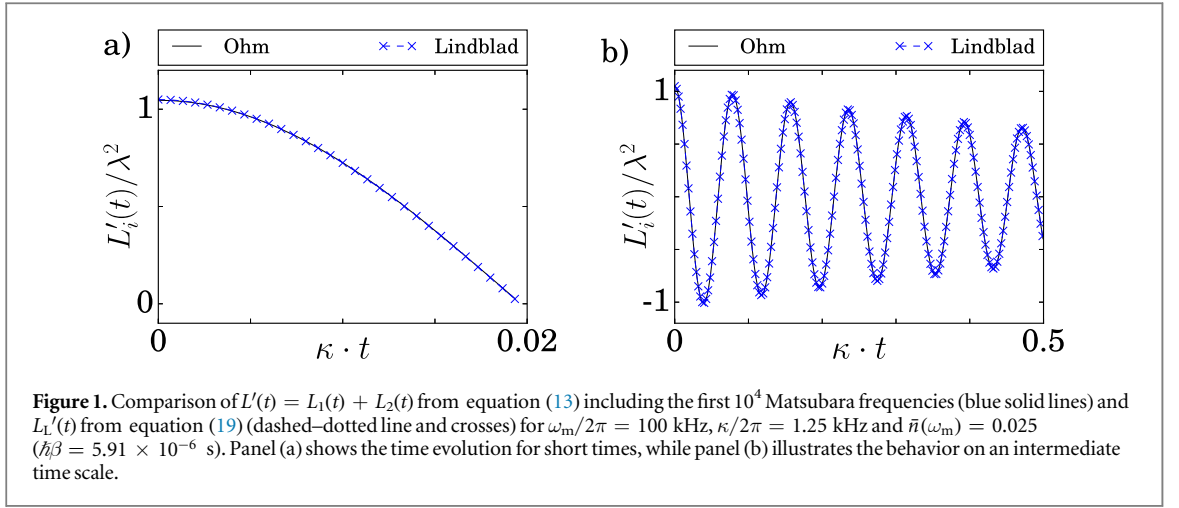 a) Ohm Lindblad
1
L′ᵢ(t)/λ²
0
0 κ · t 0.02
b) Ohm Lindblad
1
L′ᵢ(t)/λ²
-1
0 κ · t 0.5
Figure 1. Comparison of L′(t) = L₁(t) + L₂(t) from equation (13) including the first 10⁴ Matsubara frequencies (blue solid lines) and
L_L′(t) from equation (19) (dashed–dotted line and crosses) for ωₘ/2π = 100 kHz, κ/2π = 1.25 kHz and n̄(ωₘ) = 0.025
(ℏβ = 5.91 × 10⁻⁶ s). Panel (a) shows the time evolution for short times, while panel (b) illustrates the behavior on an intermediate
time scale.